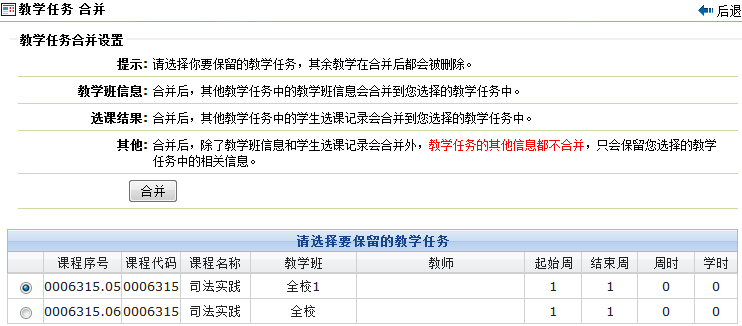 教学任务 合并 后退
教学任务合并设置
提示: 请选择你要保留的教学任务，其余教学在合并后都会被删除。
教学班信息: 合并后，其他教学任务中的教学班信息会合并到您选择的教学任务中。
选课结果: 合并后，其他教学任务中的学生选课记录会合并到您选择的教学任务中。
其他: 合并后，除了教学班信息和学生选课记录会合并外，教学任务的其他信息都不合并，只会保留您选择的教学
任务中的相关信息。
合并
请选择要保留的教学任务
课程序号 课程代码 课程名称 教学班 教师 起始周 结束周 周时 学时
0006315.05 0006315 司法实践 全校1 1 1 0 0
0006315.06 0006315 司法实践 全校 1 1 0 0